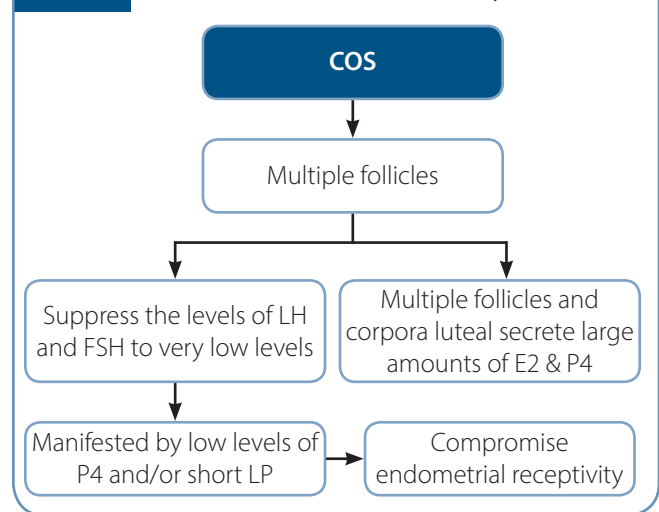 COS
Multiple follicles
Suppress the levels of LH
and FSH to very low levels
Multiple follicles and
corpora luteal secrete large
amounts of E2 & P4
Manifested by low levels of
P4 and/or short LP
Compromise
endometrial receptivity